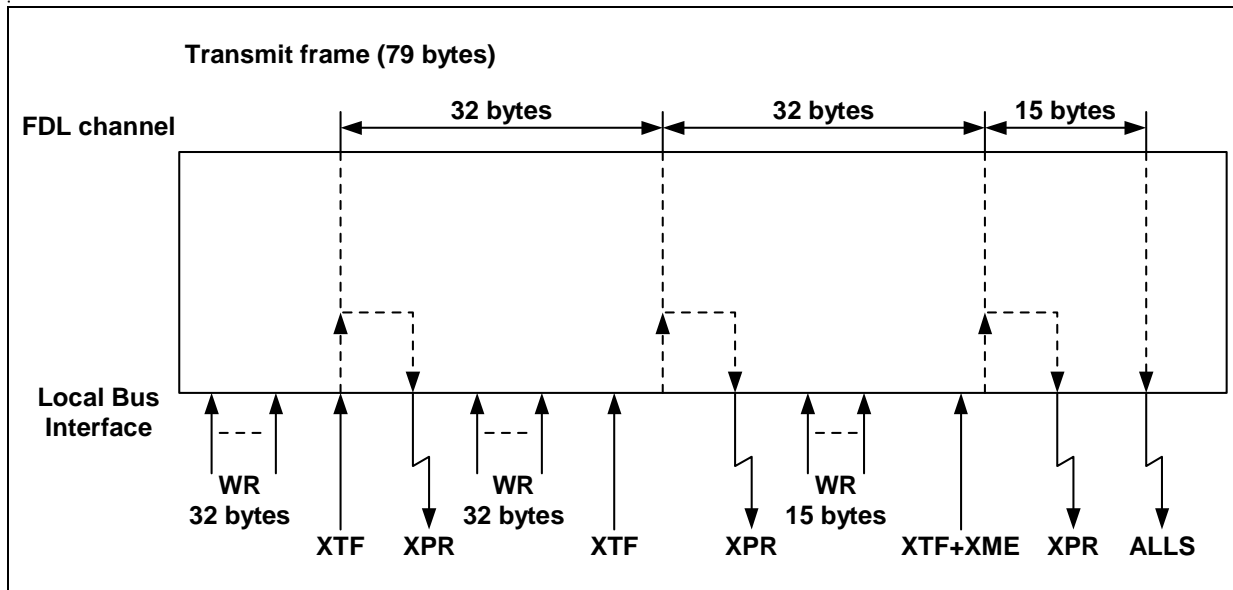 Transmit frame (79 bytes)
32 bytes
32 bytes
15 bytes
FDL channel
Local Bus
Interface
WR
32 bytes
WR
32 bytes
WR
15 bytes
XTF
XPR
XTF
XPR
XTF+XME
XPR
ALLS